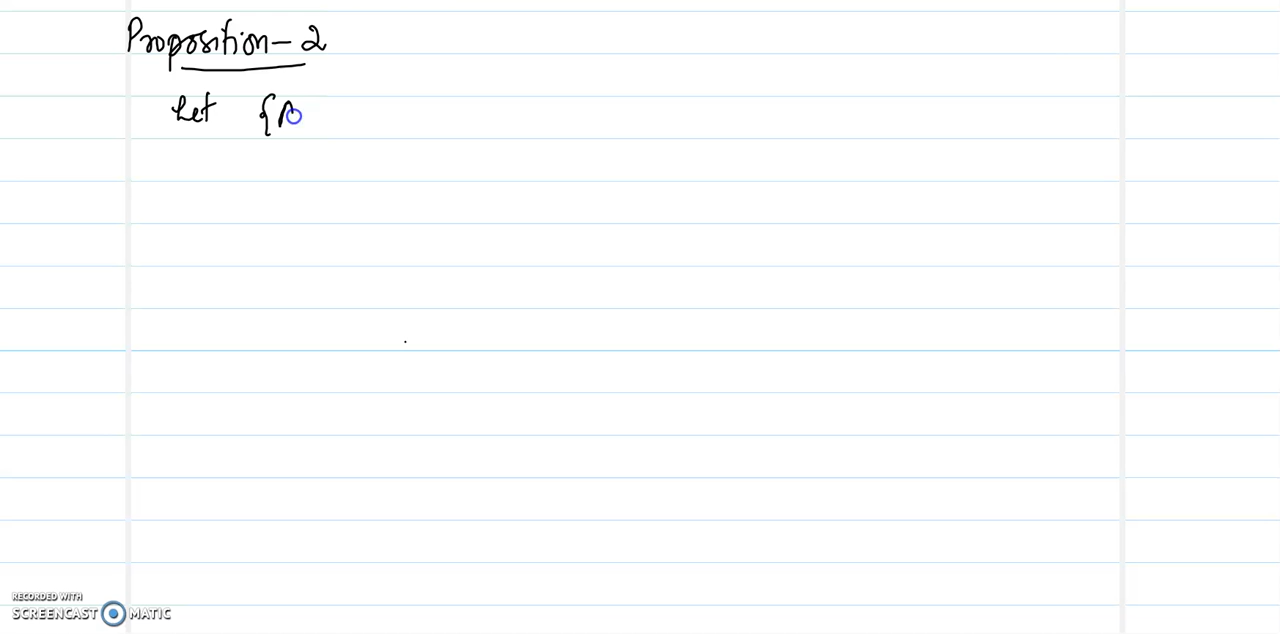 Proposition - 2
Let {A
RECORDED WITH
SCREENCAST MATIC